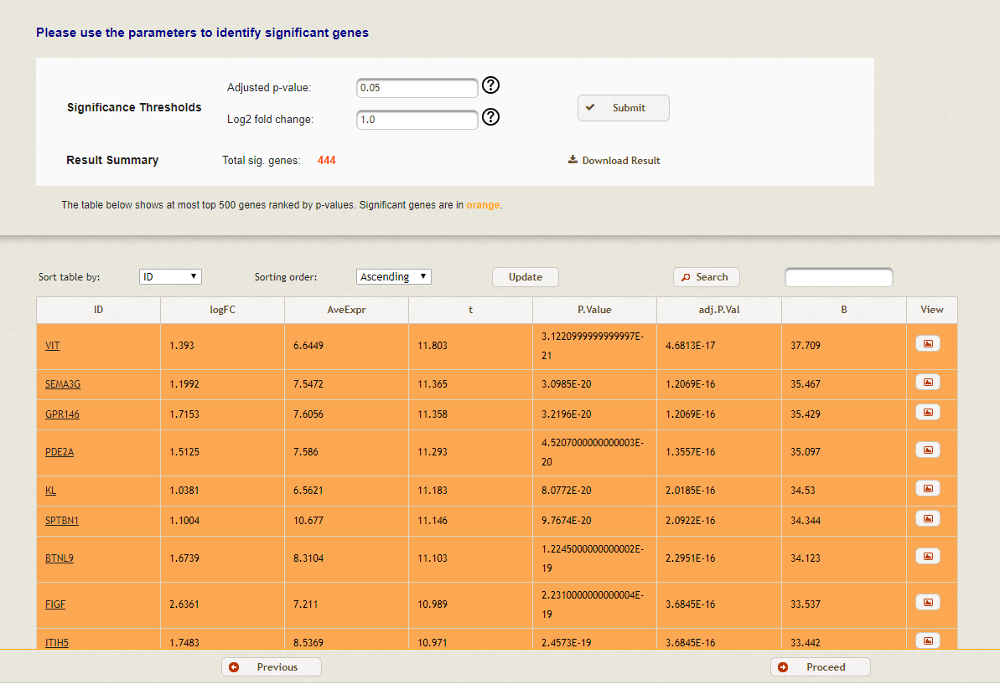 Please use the parameters to identify significant genes
Adjusted p-value: 0.05 ?
Significance Thresholds
Submit
Log2 fold change: 1.0 ?
Result Summary Total sig. genes: 444 Download Result
The table below shows at most top 500 genes ranked by p-values. Significant genes are in orange.
Sort table by: ID Sorting order: Ascending Update Search
ID logFC AveExpr t P.Value adj.P.Val B View
VIT 1.393 6.6449 11.803 3.1220999999999997E-21 4.6813E-17 37.709
SEMA3G 1.1992 7.5472 11.365 3.0985E-20 1.2069E-16 35.467
GPR146 1.7153 7.6056 11.358 3.2196E-20 1.2069E-16 35.429
PDE2A 1.5125 7.586 11.293 4.5207000000000003E-20 1.3557E-16 35.097
KL 1.0381 6.5621 11.183 8.0772E-20 2.0185E-16 34.53
SPTBN1 1.1004 10.677 11.146 9.7674E-20 2.0922E-16 34.344
BTNL9 1.6739 8.3104 11.103 1.2245000000000002E-19 2.2951E-16 34.123
FIGF 2.6361 7.211 10.989 2.2310000000000004E-19 3.6845E-16 33.537
ITIH5 1.7483 8.5369 10.971 2.4573E-19 3.6845E-16 33.442
Previous Proceed